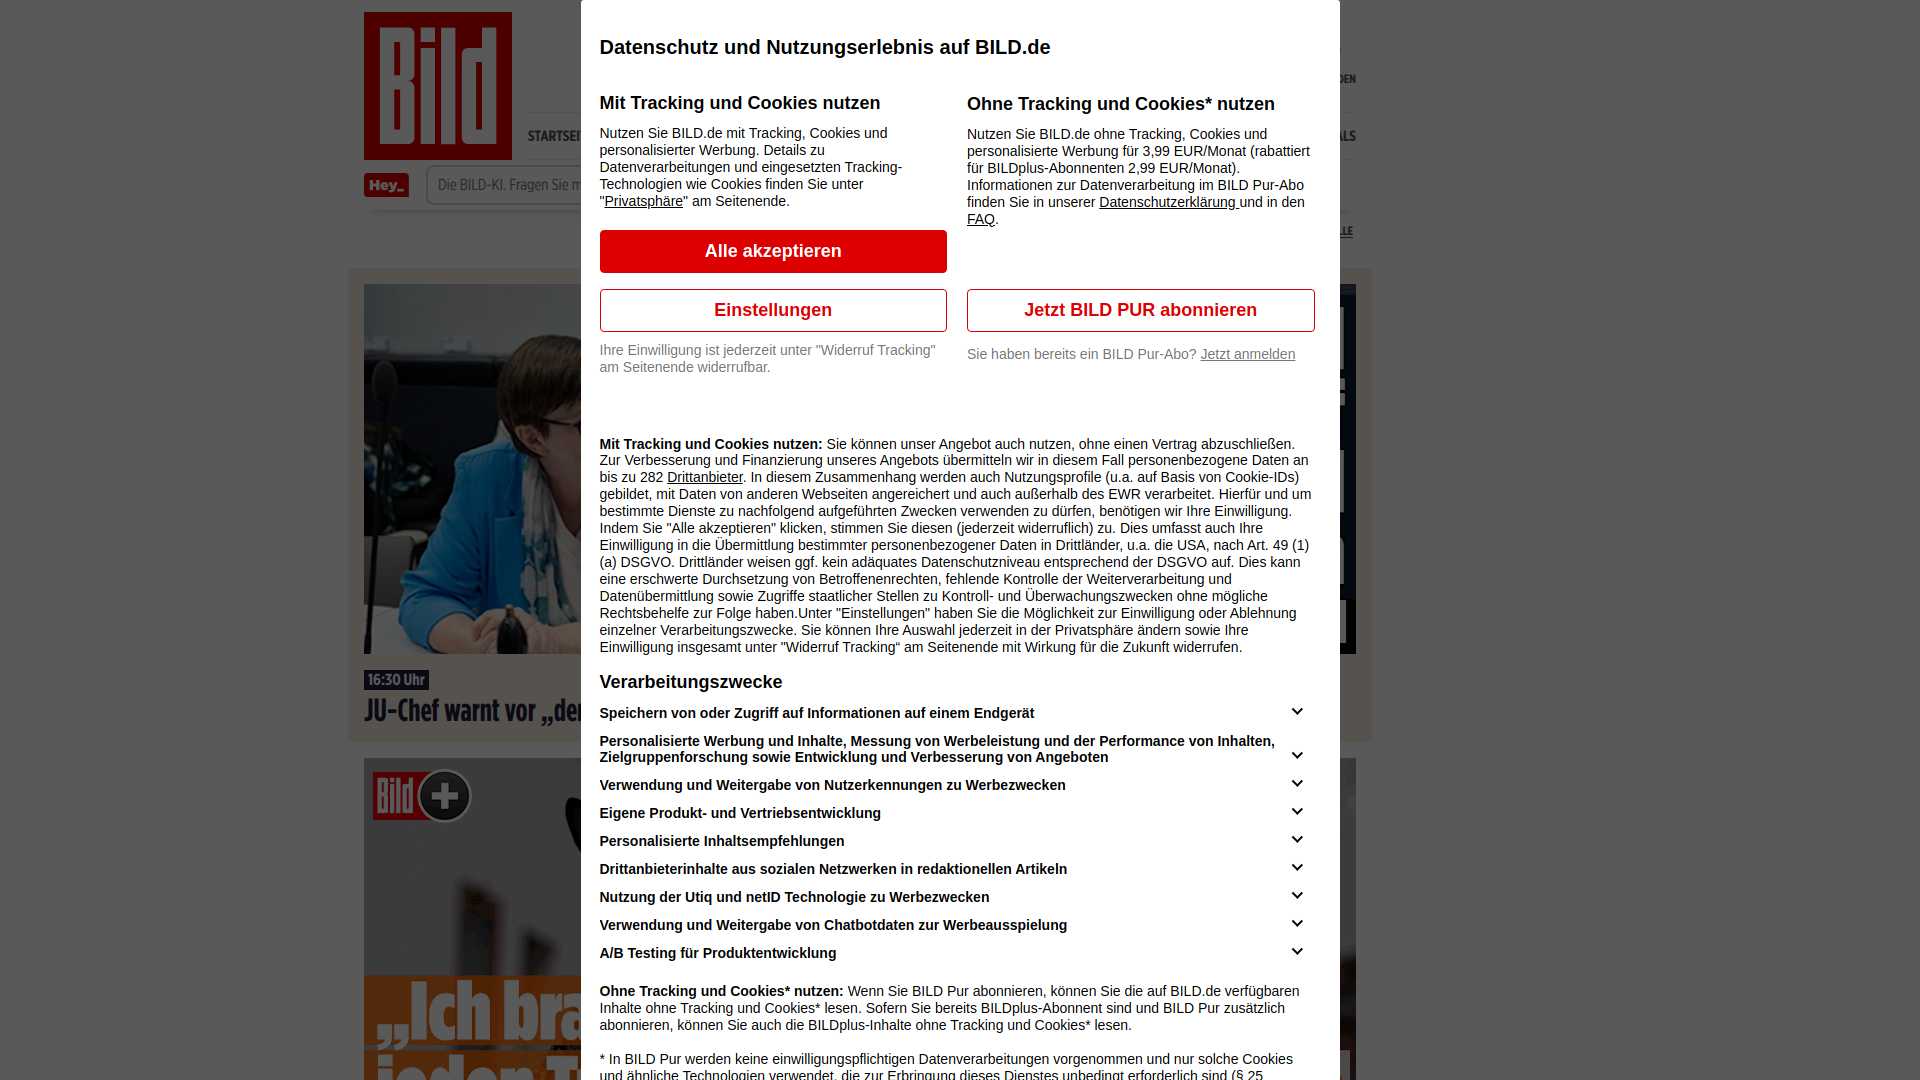 Bild
Datenschutz und Nutzungserlebnis auf BILD.de
Mit Tracking und Cookies nutzen
Nutzen Sie BILD.de mit Tracking, Cookies und
personalisierter Werbung. Details zu
Datenverarbeitungen und eingesetzten Tracking-
Technologien wie Cookies finden Sie unter
"Privatsphäre" am Seitenende.
Alle akzeptieren
Einstellungen
Ihre Einwilligung ist jederzeit unter "Widerruf Tracking"
am Seitenende widerrufbar.
Ohne Tracking und Cookies* nutzen
Nutzen Sie BILD.de ohne Tracking, Cookies und
personalisierte Werbung für 3,99 EUR/Monat (rabattiert
für BILDplus-Abonnenten 2,99 EUR/Monat).
Informationen zur Datenverarbeitung im BILD Pur-Abo
finden Sie in unserer Datenschutzerklärung und in den
FAQ.
Jetzt BILD PUR abonnieren
Sie haben bereits ein BILD Pur-Abo? Jetzt anmelden
Hey_
Die BILD-KI. Fragen Sie
Mit Tracking und Cookies nutzen: Sie können unser Angebot auch nutzen, ohne einen Vertrag abzuschließen.
Zur Verbesserung und Finanzierung unseres Angebots übermitteln wir in diesem Fall personenbezogene Daten an
bis zu 282 Drittanbieter. In diesem Zusammenhang werden auch Nutzungsprofile (u.a. auf Basis von Cookie-IDs)
gebildet, mit Daten von anderen Webseiten angereichert und auch außerhalb des EWR verarbeitet. Hierfür und um
bestimmte Dienste zu nachfolgend aufgeführten Zwecken verwenden zu dürfen, benötigen wir Ihre Einwilligung.
Indem Sie "Alle akzeptieren" klicken, stimmen Sie diesen (jederzeit widerruflich) zu. Dies umfasst auch Ihre
Einwilligung in die Übermittlung bestimmter personenbezogener Daten in Drittländer, u.a. die USA, nach Art. 49 (1)
(a) DSGVO. Drittländer weisen ggf. kein adäquates Datenschutzniveau entsprechend der DSGVO auf. Dies kann
eine erschwerte Durchsetzung von Betroffenenrechten, fehlende Kontrolle der Weiterverarbeitung und
Datenübermittlung sowie Zugriffe staatlicher Stellen zu Kontroll- und Überwachungszwecken ohne mögliche
Rechtsbehelfe zur Folge haben.Unter "Einstellungen" haben Sie die Möglichkeit zur Einwilligung oder Ablehnung
einzelner Verarbeitungszwecke. Sie können Ihre Auswahl jederzeit in der Privatsphäre ändern sowie Ihre
Einwilligung insgesamt unter "Widerruf Tracking“ am Seitenende mit Wirkung für die Zukunft widerrufen.
16:30 Uhr
JU-Chef warnt vor
Verarbeitungszwecke
Speichern von oder Zugriff auf Informationen auf einem Endgerät
Personalisierte Werbung und Inhalte, Messung von Werbeleistung und der Performance von Inhalten,
Zielgruppenforschung sowie Entwicklung und Verbesserung von Angeboten
Verwendung und Weitergabe von Nutzerkennungen zu Werbezwecken
Eigene Produkt- und Vertriebsentwicklung
Personalisierte Inhaltsempfehlungen
Drittanbieterinhalte aus sozialen Netzwerken in redaktionellen Artikeln
Nutzung der Utiq und netID Technologie zu Werbezwecken
Verwendung und Weitergabe von Chatbotdaten zur Werbeausspielung
A/B Testing für Produktentwicklung
Bild +
„Ich
Ohne Tracking und Cookies* nutzen: Wenn Sie BILD Pur abonnieren, können Sie die auf BILD.de verfügbaren
Inhalte ohne Tracking und Cookies* lesen. Sofern Sie bereits BILDplus-Abonnent sind und BILD Pur zusätzlich
abonnieren, können Sie auch die BILDplus-Inhalte ohne Tracking und Cookies* lesen.
* In BILD Pur werden keine einwilligungspflichtigen Datenverarbeitungen vorgenommen und nur solche Cookies
und ähnliche Technologien verwendet, die zur Erbringung dieses Dienstes unbedingt erforderlich sind (§ 25